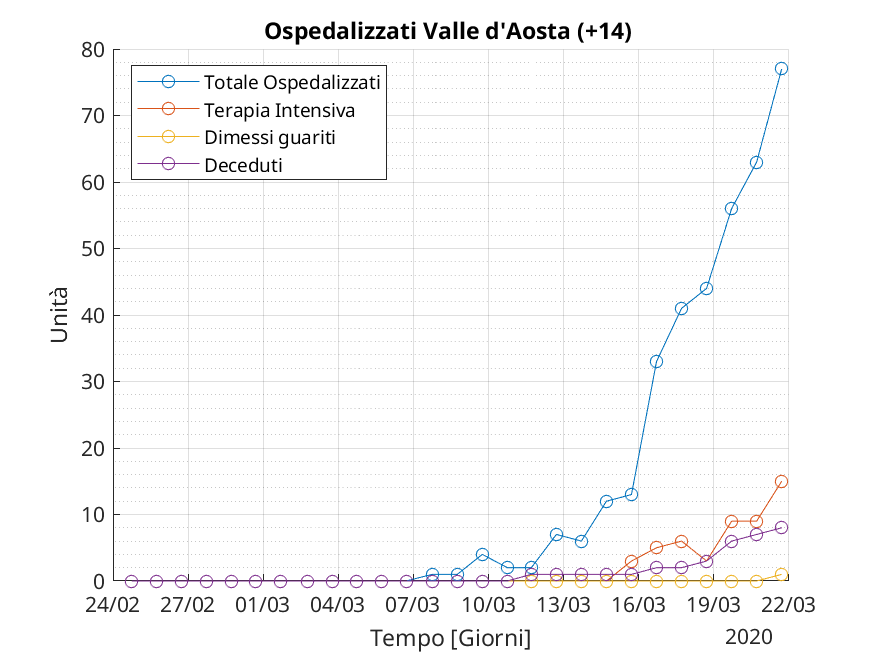 Ospedalizzati Valle d'Aosta (+14)
Totale Ospedalizzati
Terapia Intensiva
Dimessi guariti
Deceduti
80
70
60
50
40
30
20
10
0
Unità
24/02 27/02 01/03 04/03 07/03 10/03 13/03 16/03 19/03 22/03
Tempo [Giorni]
2020